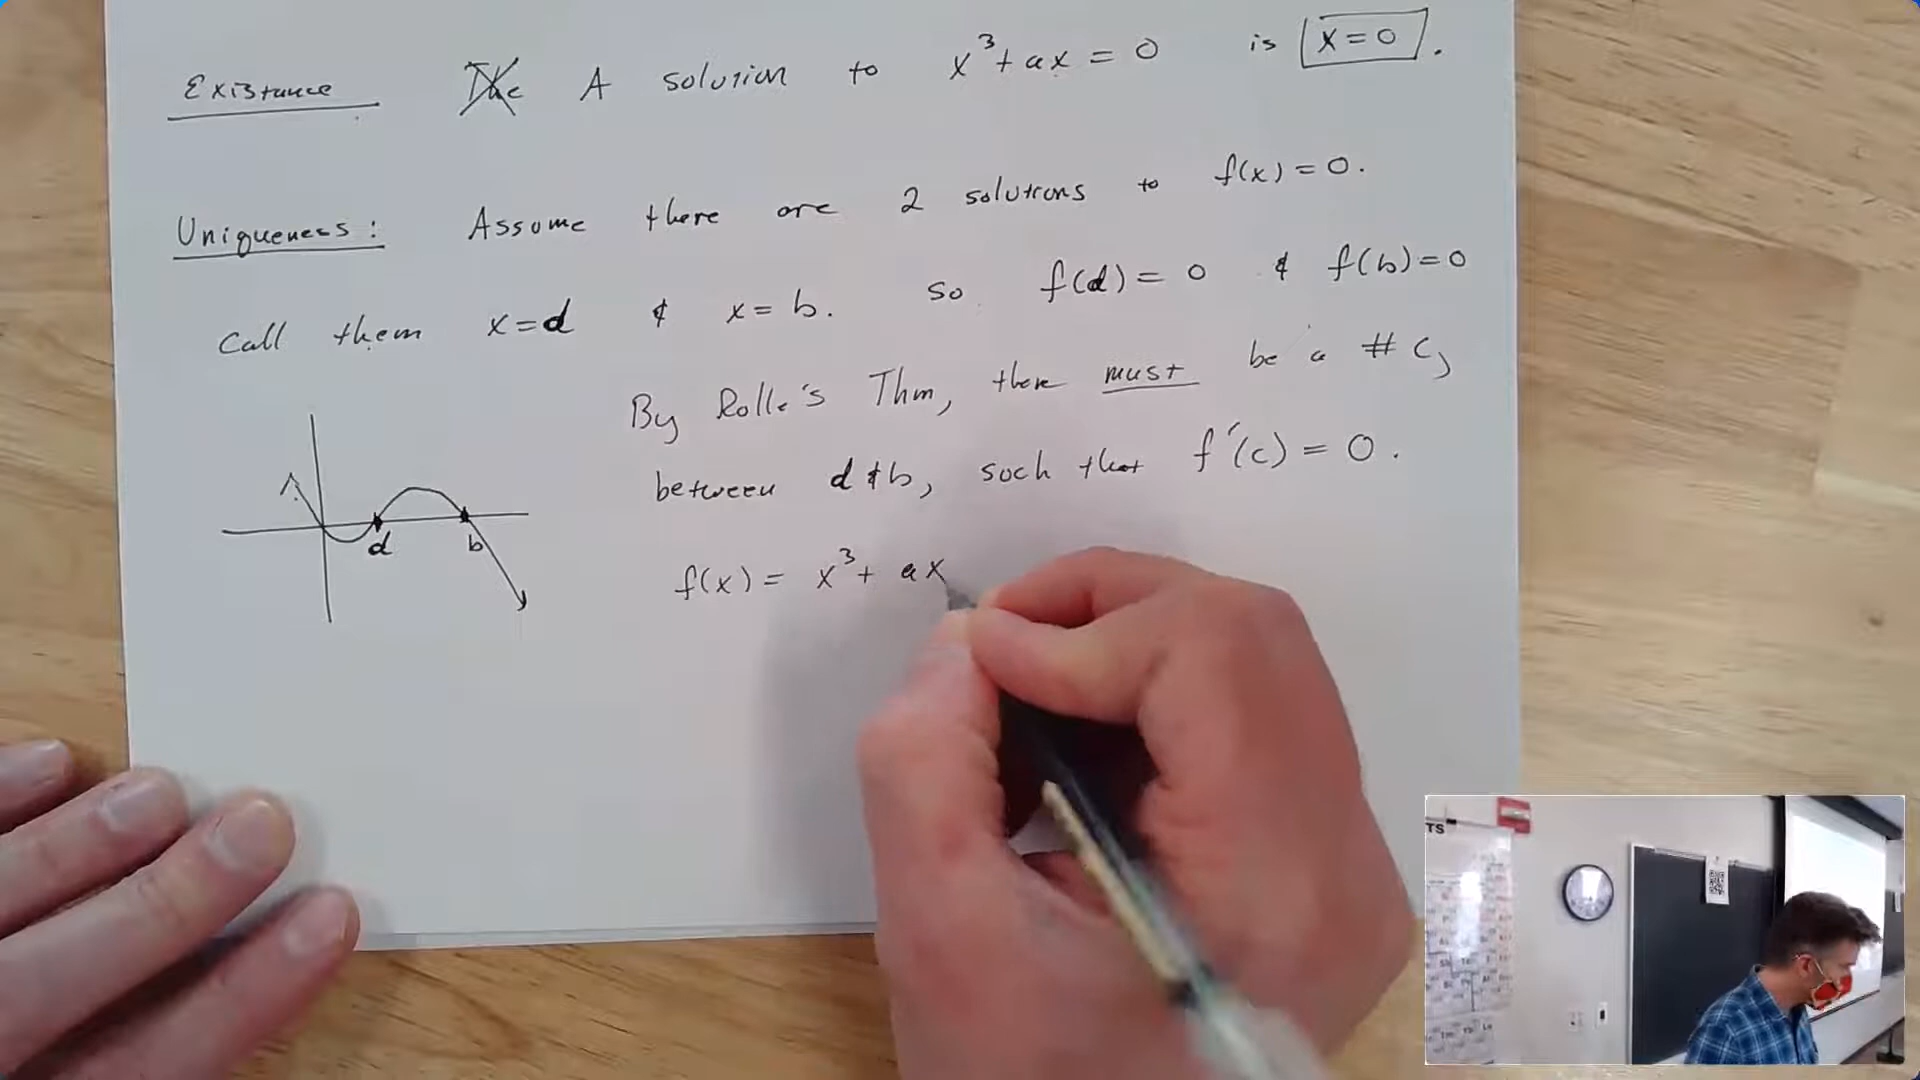 Existance The A solution to x³+ax = 0 is x=0.
Uniqueness: Assume there are 2 solutions to f(x)=0.
Call them x=d & x=b. So f(d)=0 & f(b)=0
By Rolle's Thm, there must be a # c,
between d & b, such that f'(c) = 0.
d b
f(x) = x³+ ax
TS